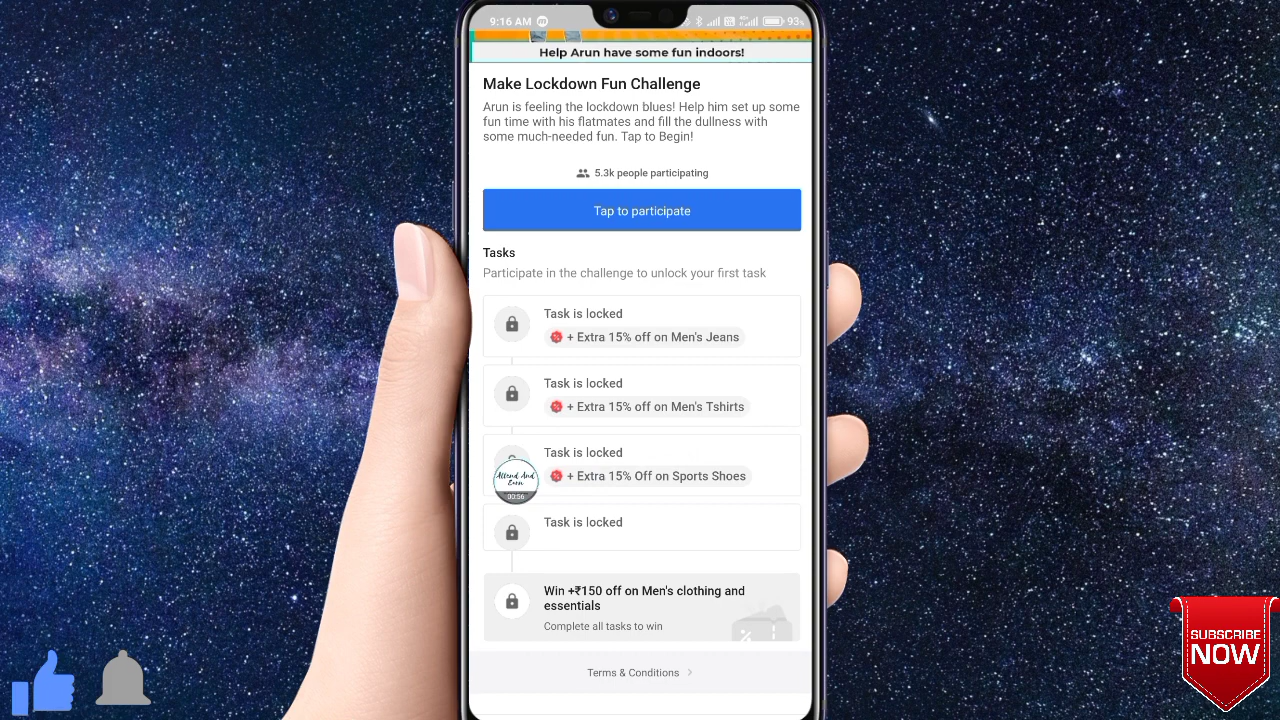 9:16 AM
93%
Help Arun have some fun indoors!
Make Lockdown Fun Challenge
Arun is feeling the lockdown blues! Help him set up some
fun time with his flatmates and fill the dullness with
some much-needed fun. Tap to Begin!
5.3k people participating
Tap to participate
Tasks
Participate in the challenge to unlock your first task
Task is locked
+ Extra 15% off on Men's Jeans
Task is locked
+ Extra 15% off on Men's Tshirts
Task is locked
+ Extra 15% Off on Sports Shoes
Attend And
Earn
00:56
Task is locked
Win +₹150 off on Men's clothing and
essentials
Complete all tasks to win
Terms & Conditions
SUBSCRIBE
NOW